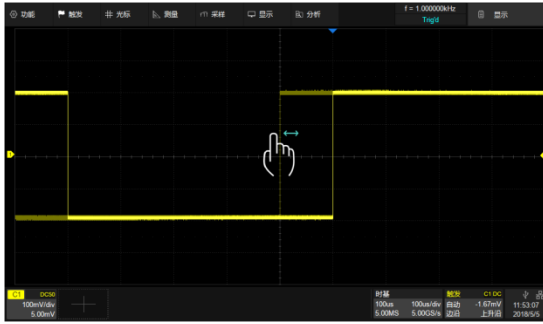 功能 触发 光标 测量 采样 显示 分析 f = 1.000000kHz 显示
Trig'd
C1 DC50
100mV/div
5.00mV
时基
100us 100us/div
5.00MS 5.00GS/s
触发 C1 DC
自动 -1.67mV
边沿 上升沿
11:53:07
2018/5/5